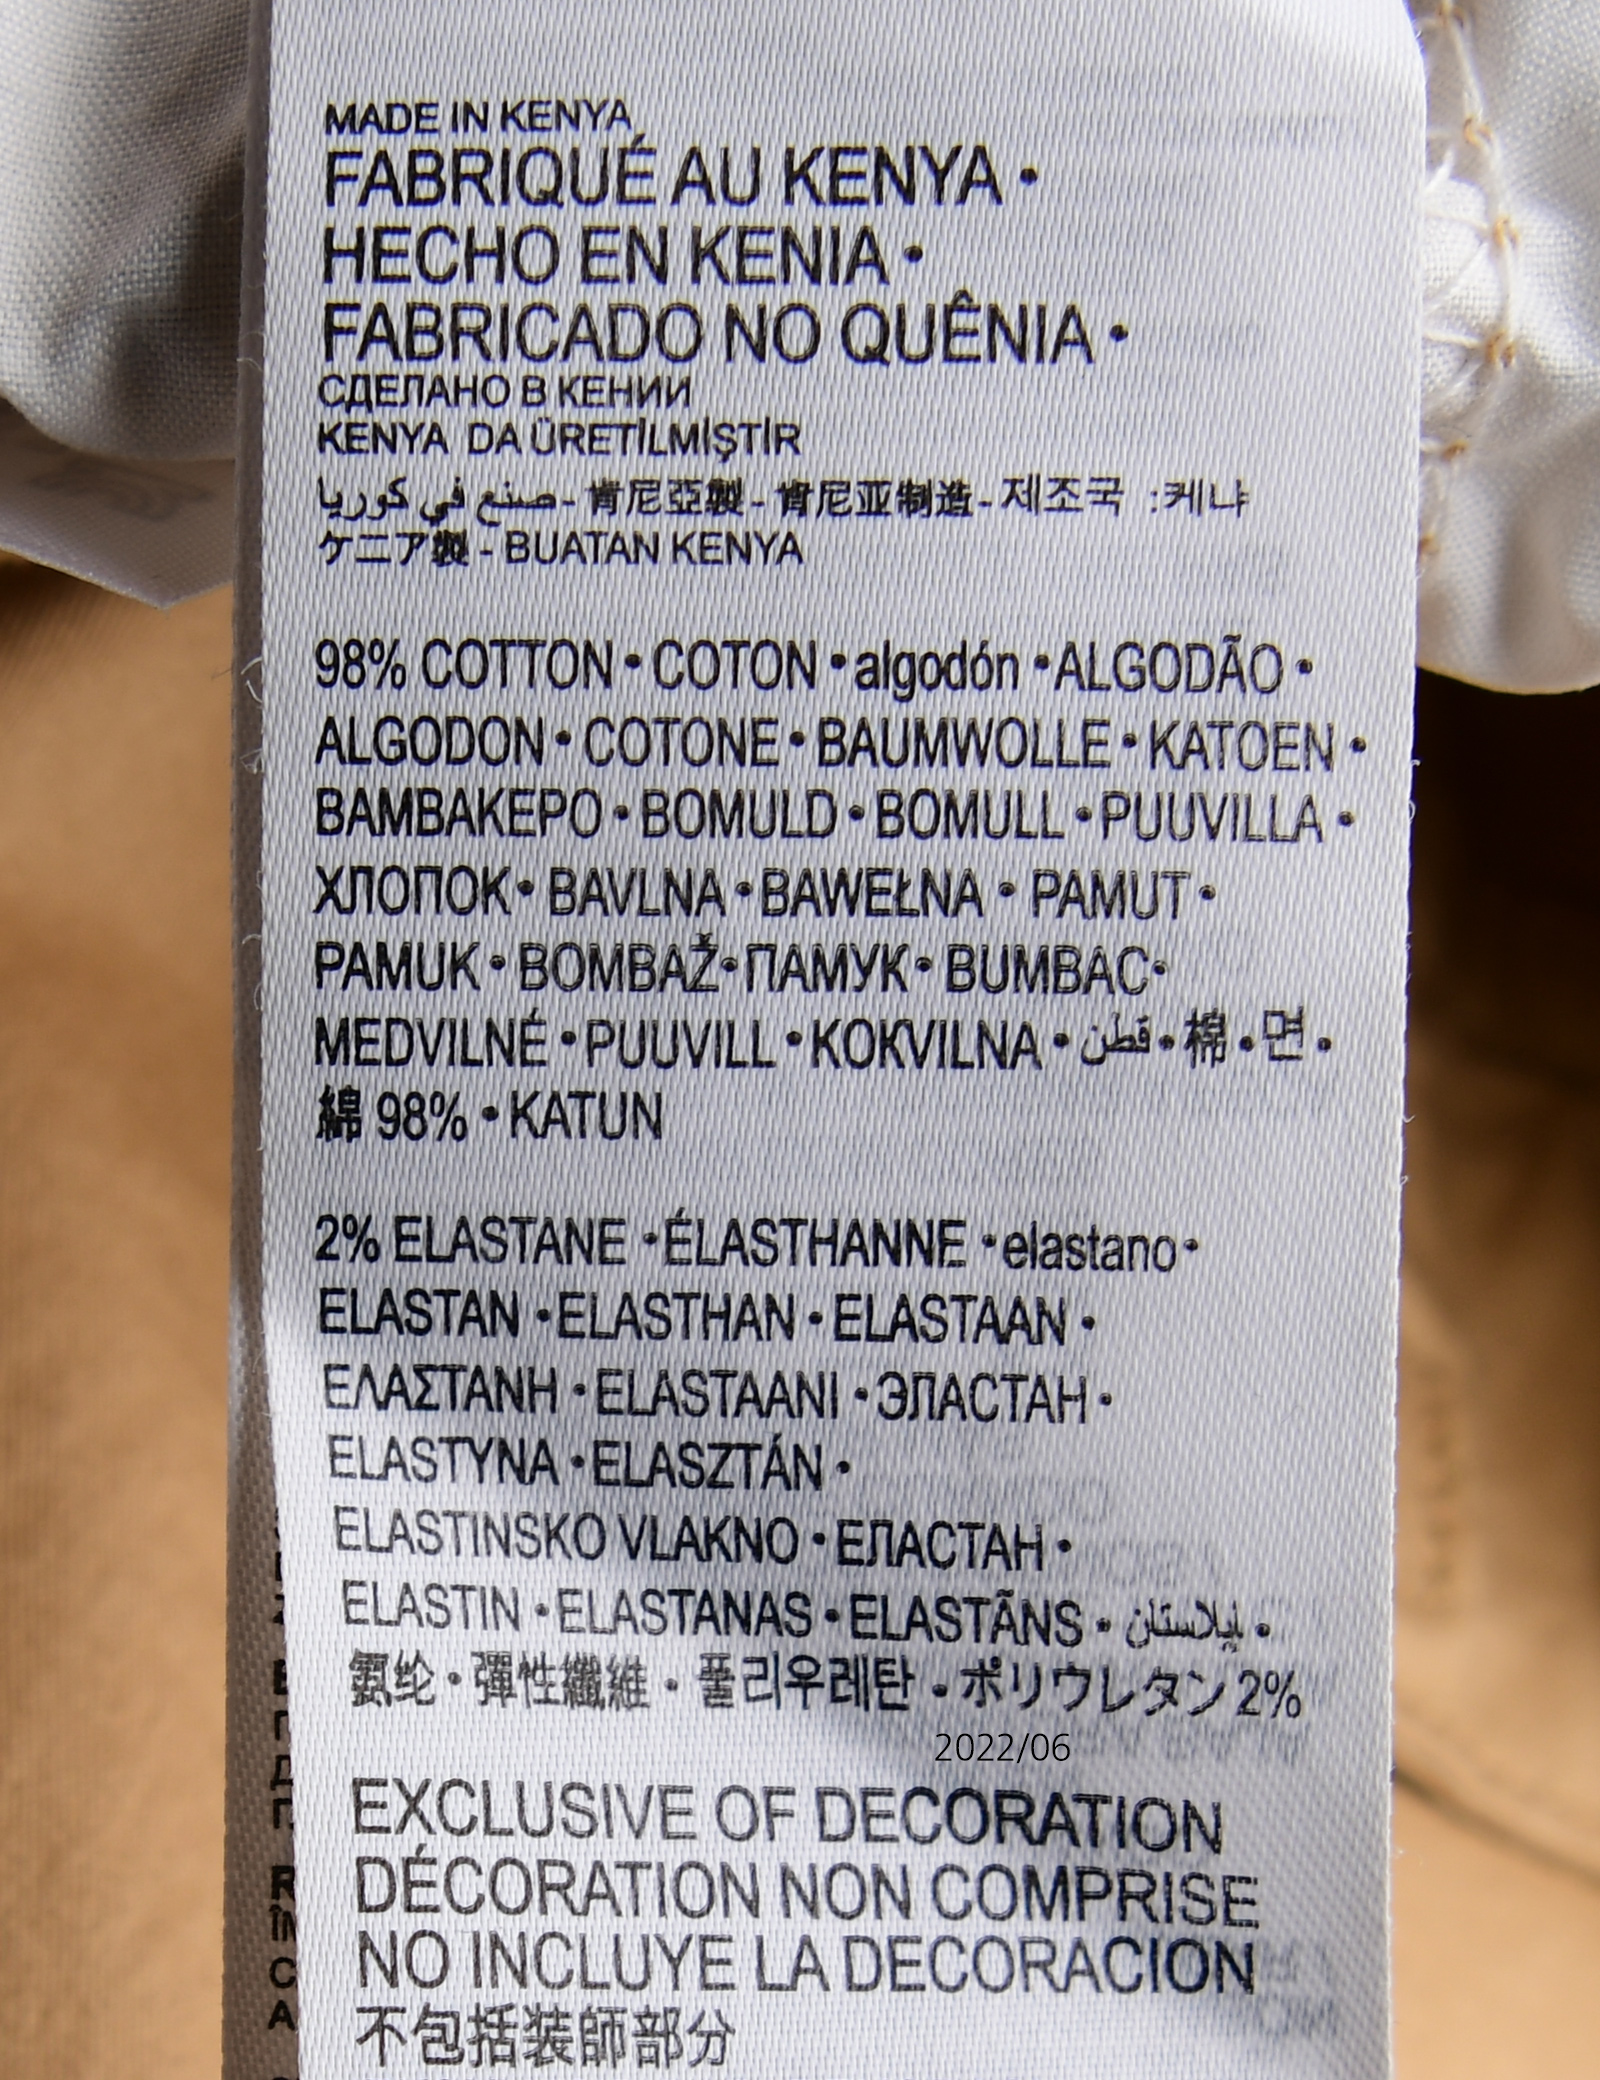 MADE IN KENYA
FABRIQUÉ AU KENYA •
HECHO EN KENIA •
FABRICADO NO QUÊNIA •
СДЕЛАНО В КЕНИИ
KENYA DA ÜRETİLMİŞTİR
صنع في كوريا - 肯尼亞製 - 肯尼亚制造 - 제조국 :케냐
ケニア製 - BUATAN KENYA
98% COTTON • COTON • algodón • ALGODÃO •
ALGODON • COTONE • BAUMWOLLE • KATOEN •
BAMBAKEPO • BOMULD • BOMULL • PUUVILLA •
ХЛОПОК • BAVLNA • BAWEŁNA • PAMUT •
PAMUK • BOMBAŽ • ПАМУК • BUMBAC •
MEDVILNÉ • PUUVILL • KOKVILNA • قطن • 棉 • 면 •
綿 98% • KATUN
2% ELASTANE • ÉLASTHANNE • elastano •
ELASTAN • ELASTHAN • ELASTAAN •
ΕΛΑΣΤΑΝΗ • ELASTAANI • ЭЛАСТАН •
ELASTYNA • ELASZTÁN •
ELASTINSKO VLAKNO • ЕЛАСТАН •
ELASTIN • ELASTANAS • ELASTĀNS • إيلاستان •
氨纶 • 彈性纖維 • 폴리우레탄 • ポリウレタン 2%
2022/06
EXCLUSIVE OF DECORATION
DÉCORATION NON COMPRISE
NO INCLUYE LA DECORACION
不包括装師部分